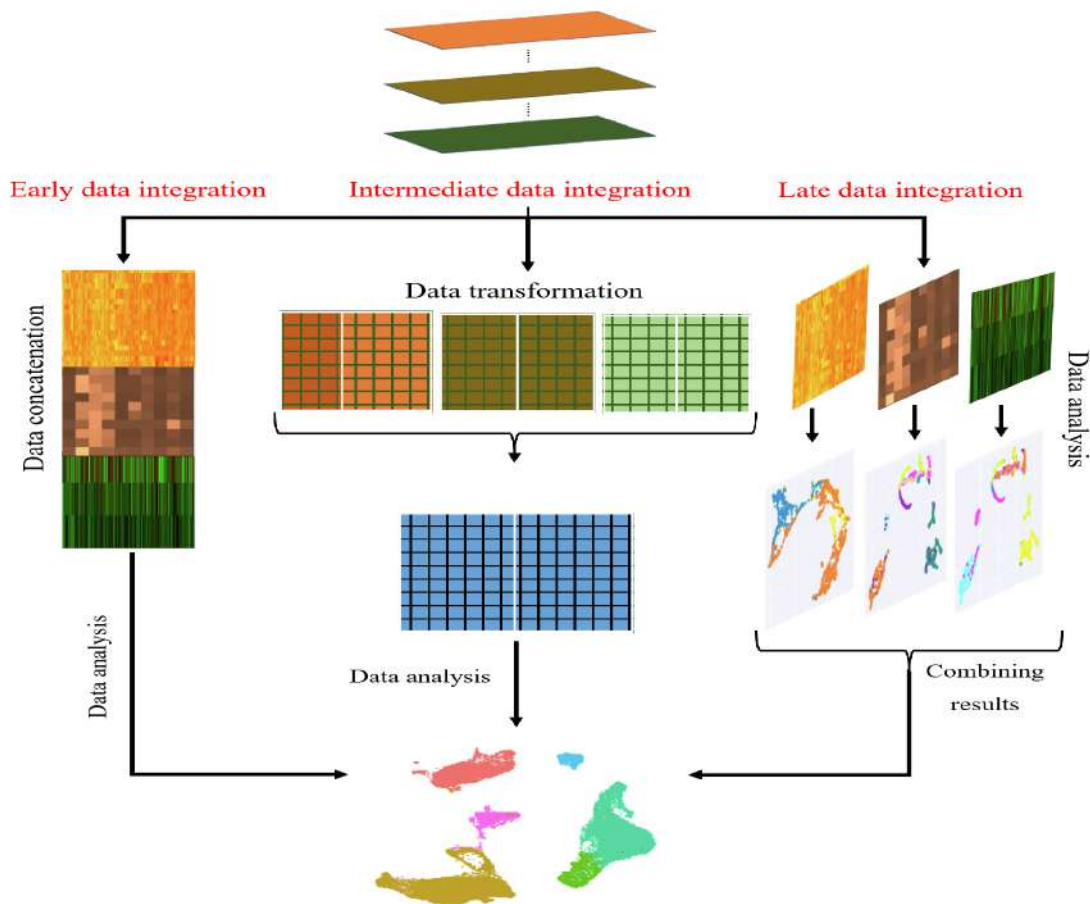 Early data integration
Intermediate data integration
Late data integration
Data concatenation
Data transformation
Data analysis
Data analysis
Data analysis
Combining
results